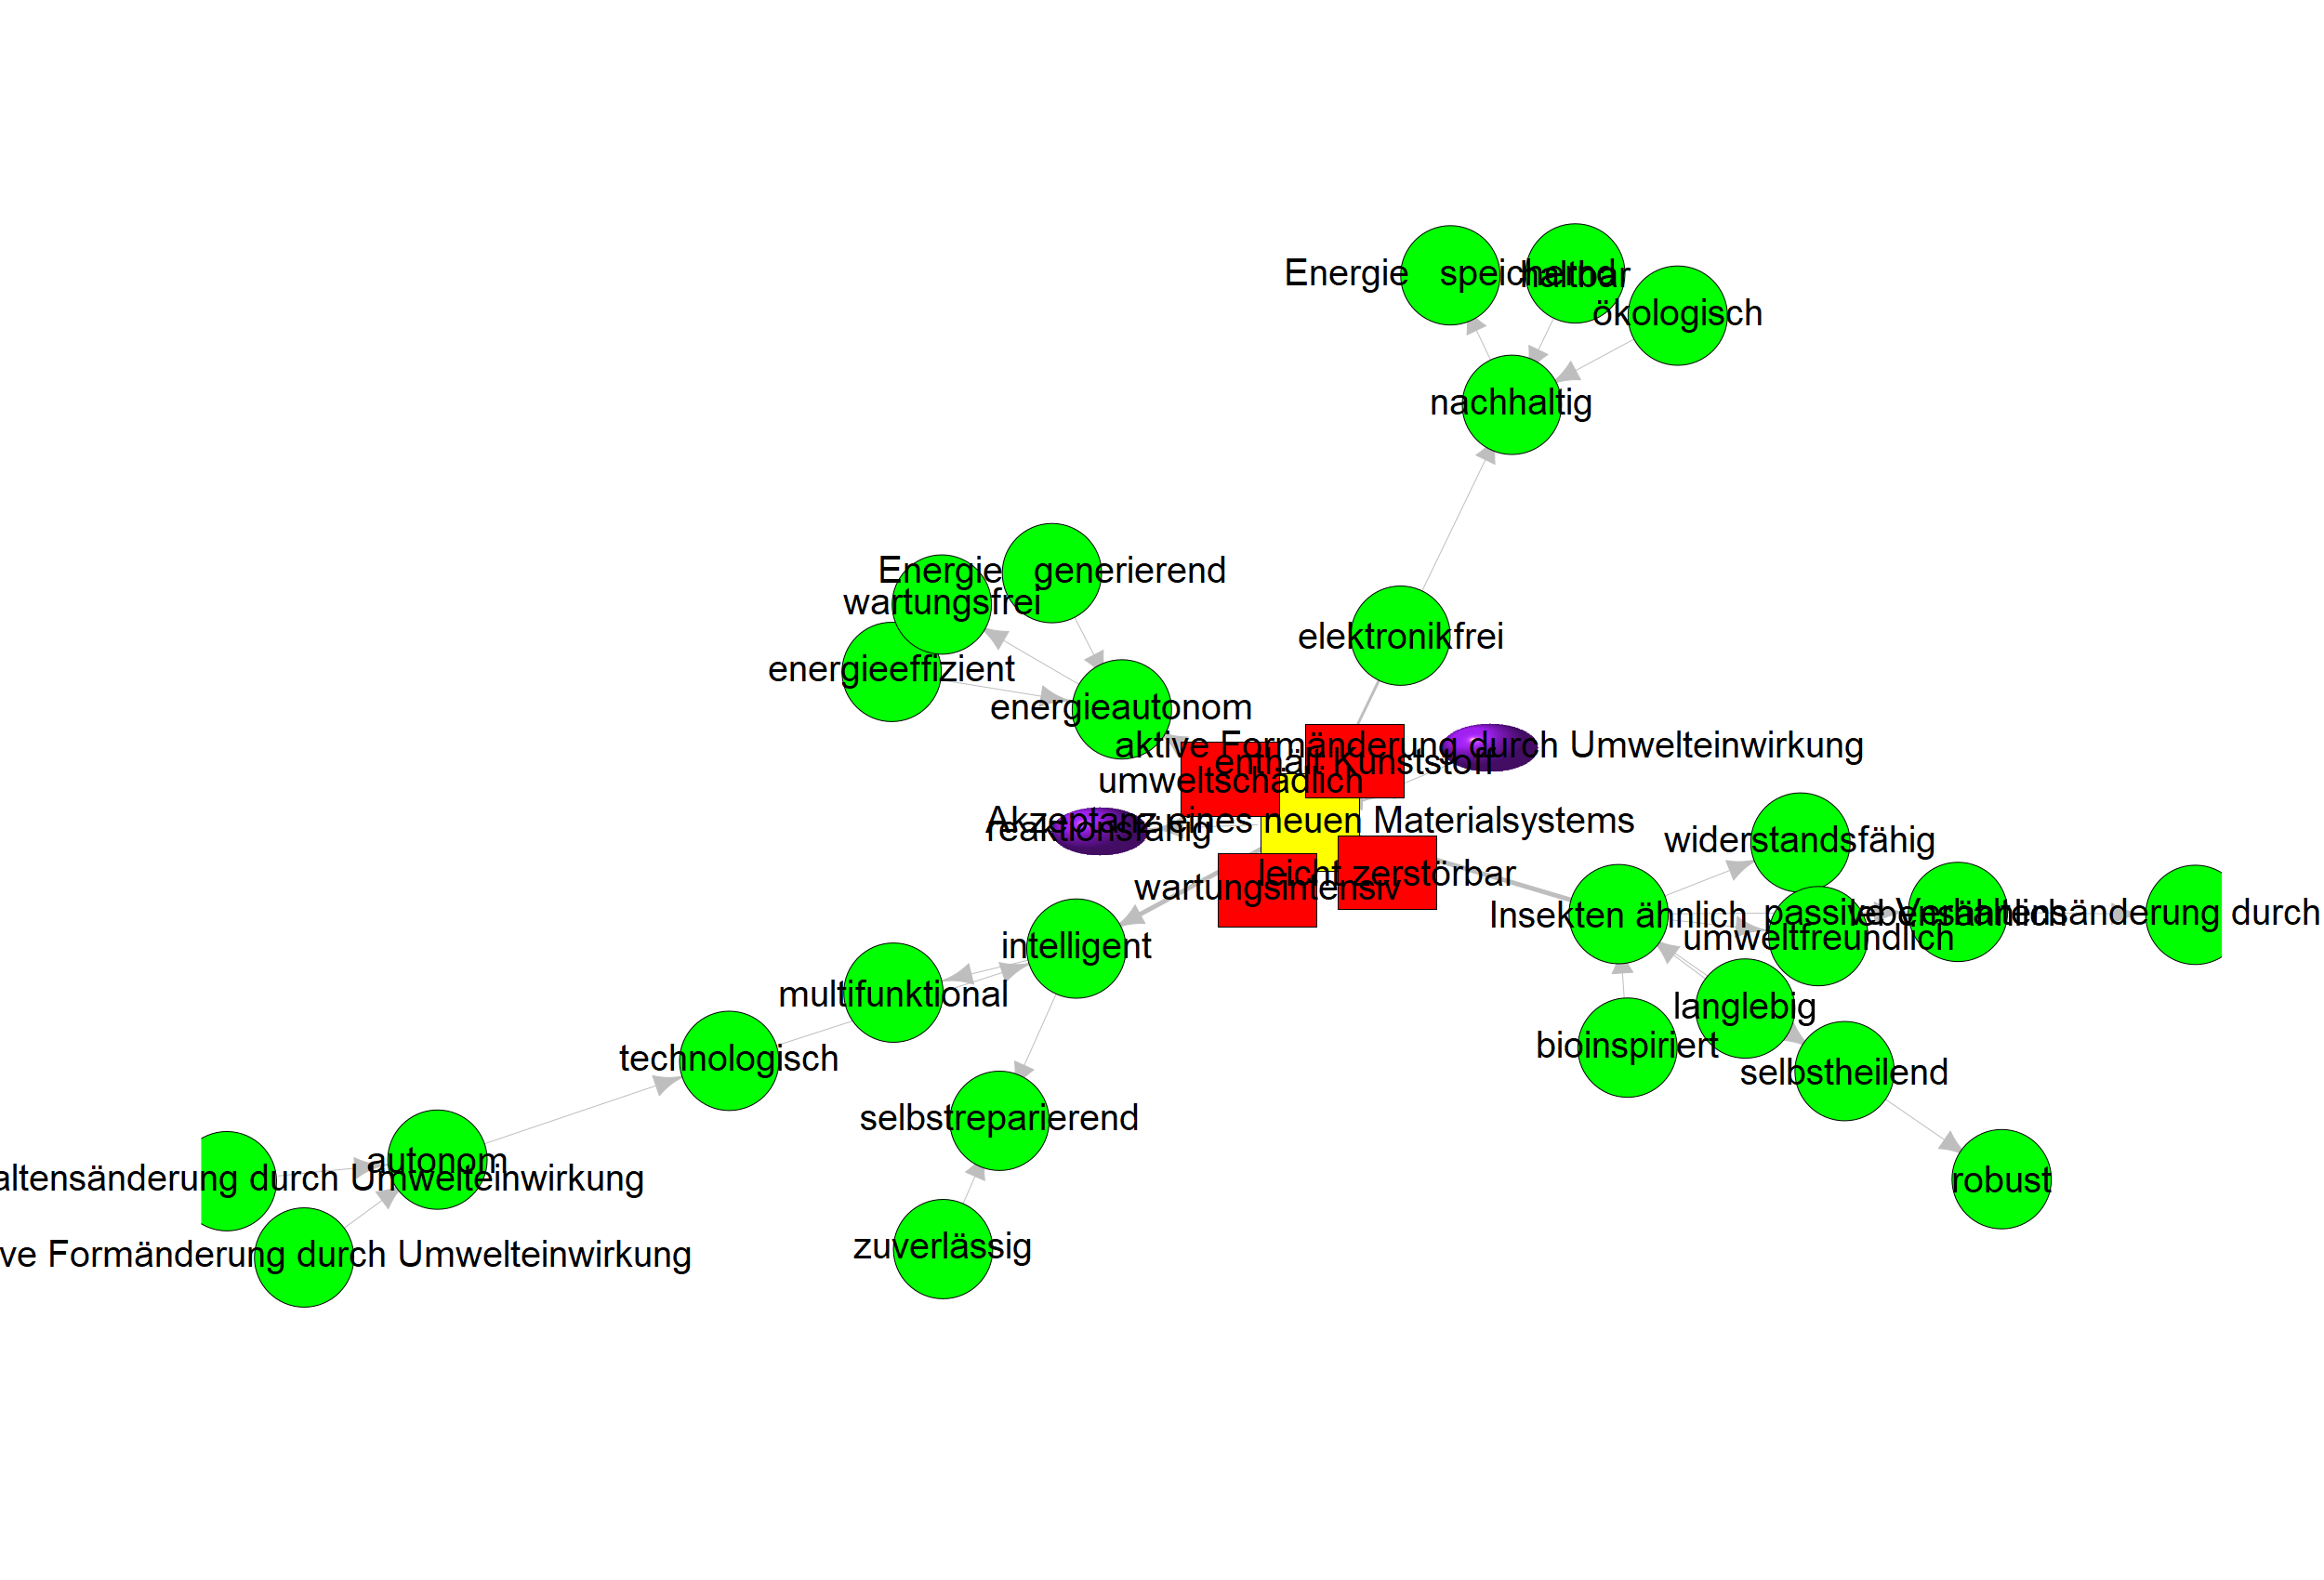 Energie speichernd
haltbar
ökologisch
nachhaltig
Energie generierend
wartungsfrei
elektronikfrei
energieeffizient
energieautonom
aktive Formänderung durch Umwelteinwirkung
enthält Kunststoff
umweltschädlich
Akzeptanz eines neuen Materialsystems
reaktionsfähig
widerstandsfähig
leicht zerstörbar
wartungsintensiv
Insekten ähnlich
passive Verhaltensänderung durch
lebensähnlich
umweltfreundlich
intelligent
multifunktional
langlebig
bioinspiriert
technologisch
selbstheilend
selbstreparierend
autonom
altensänderung durch Umwelteinwirkung
robust
zuverlässig
ve Formänderung durch Umwelteinwirkung